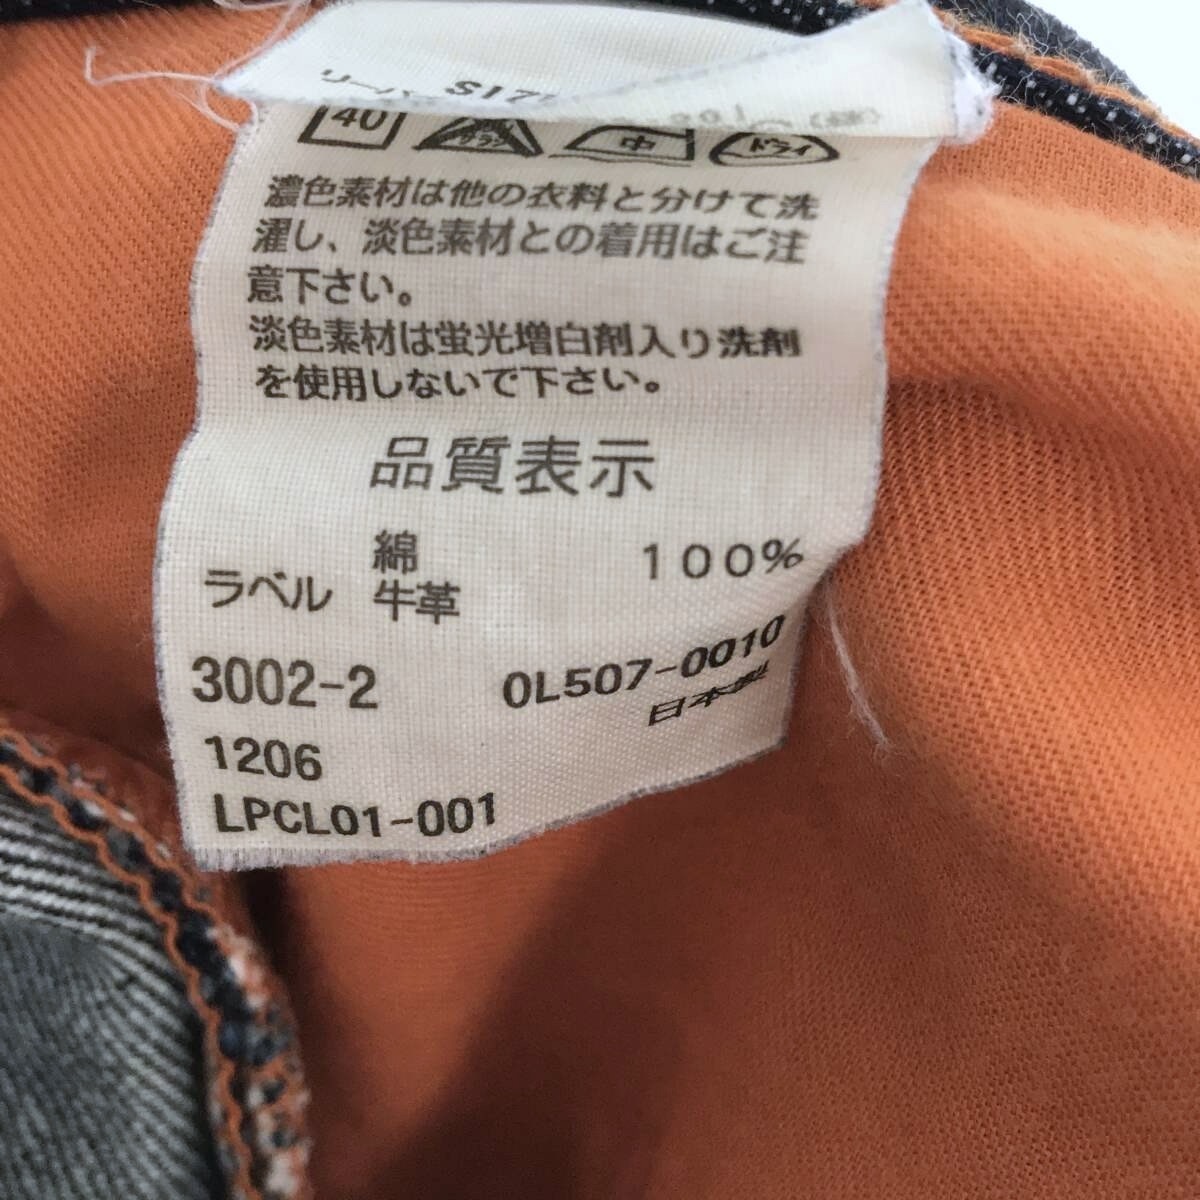 40 中 ドライ
濃色素材は他の衣料と分けて洗
濯し、淡色素材との着用はご注
意下さい。
淡色素材は蛍光増白剤入り洗剤
を使用しないで下さい。
品質表示
綿 100%
ラベル 牛革
3002-2 0L507-0010
日本製
1206
LPCL01-001